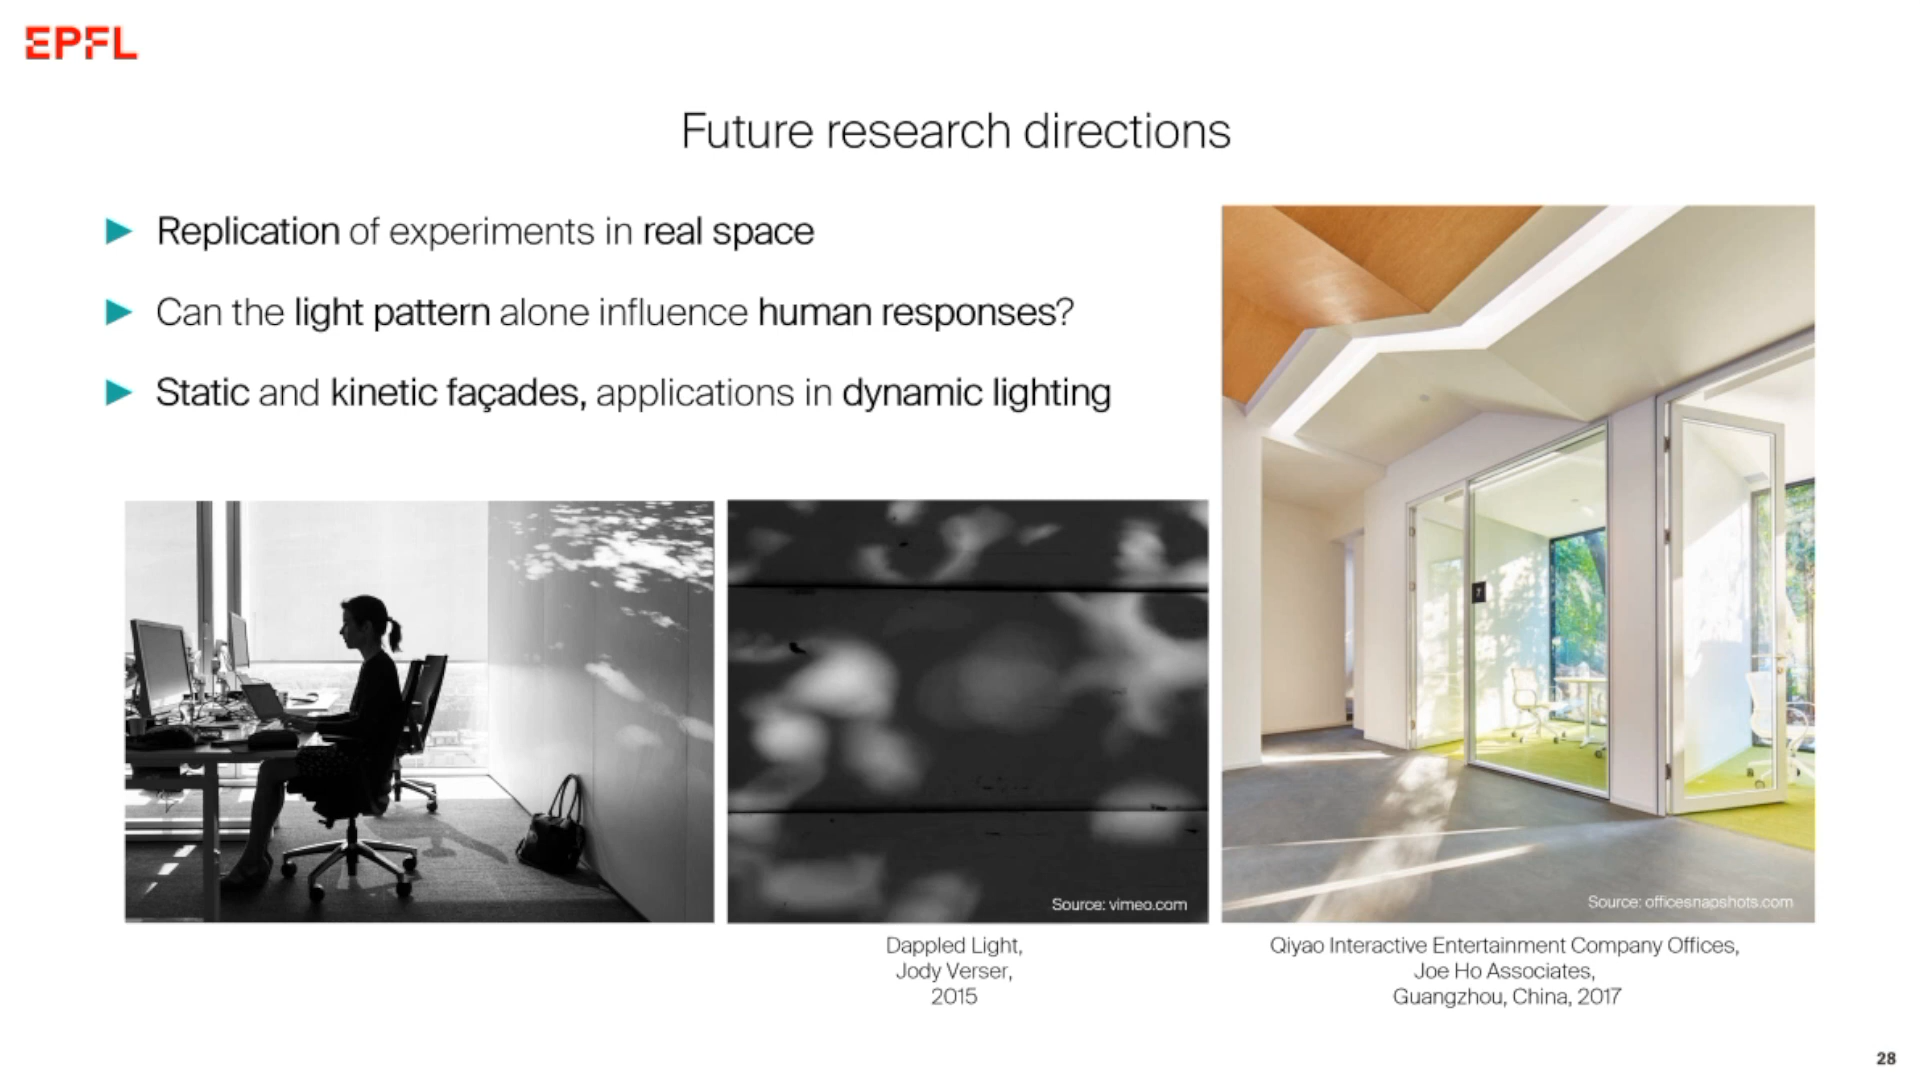 EPFL
Future research directions
Replication of experiments in real space
Can the light pattern alone influence human responses?
Static and kinetic façades, applications in dynamic lighting
Source: vimeo.com
Source: officesnapshots.com
Dappled Light,
Jody Verser,
2015
Qiyao Interactive Entertainment Company Offices,
Joe Ho Associates,
Guangzhou, China, 2017
28